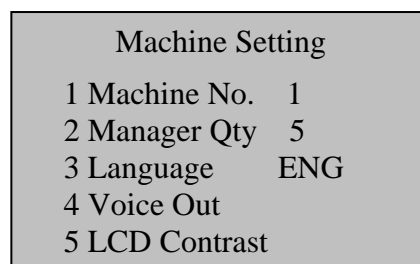 Machine Setting
1 Machine No. 1
2 Manager Qty 5
3 Language ENG
4 Voice Out
5 LCD Contrast